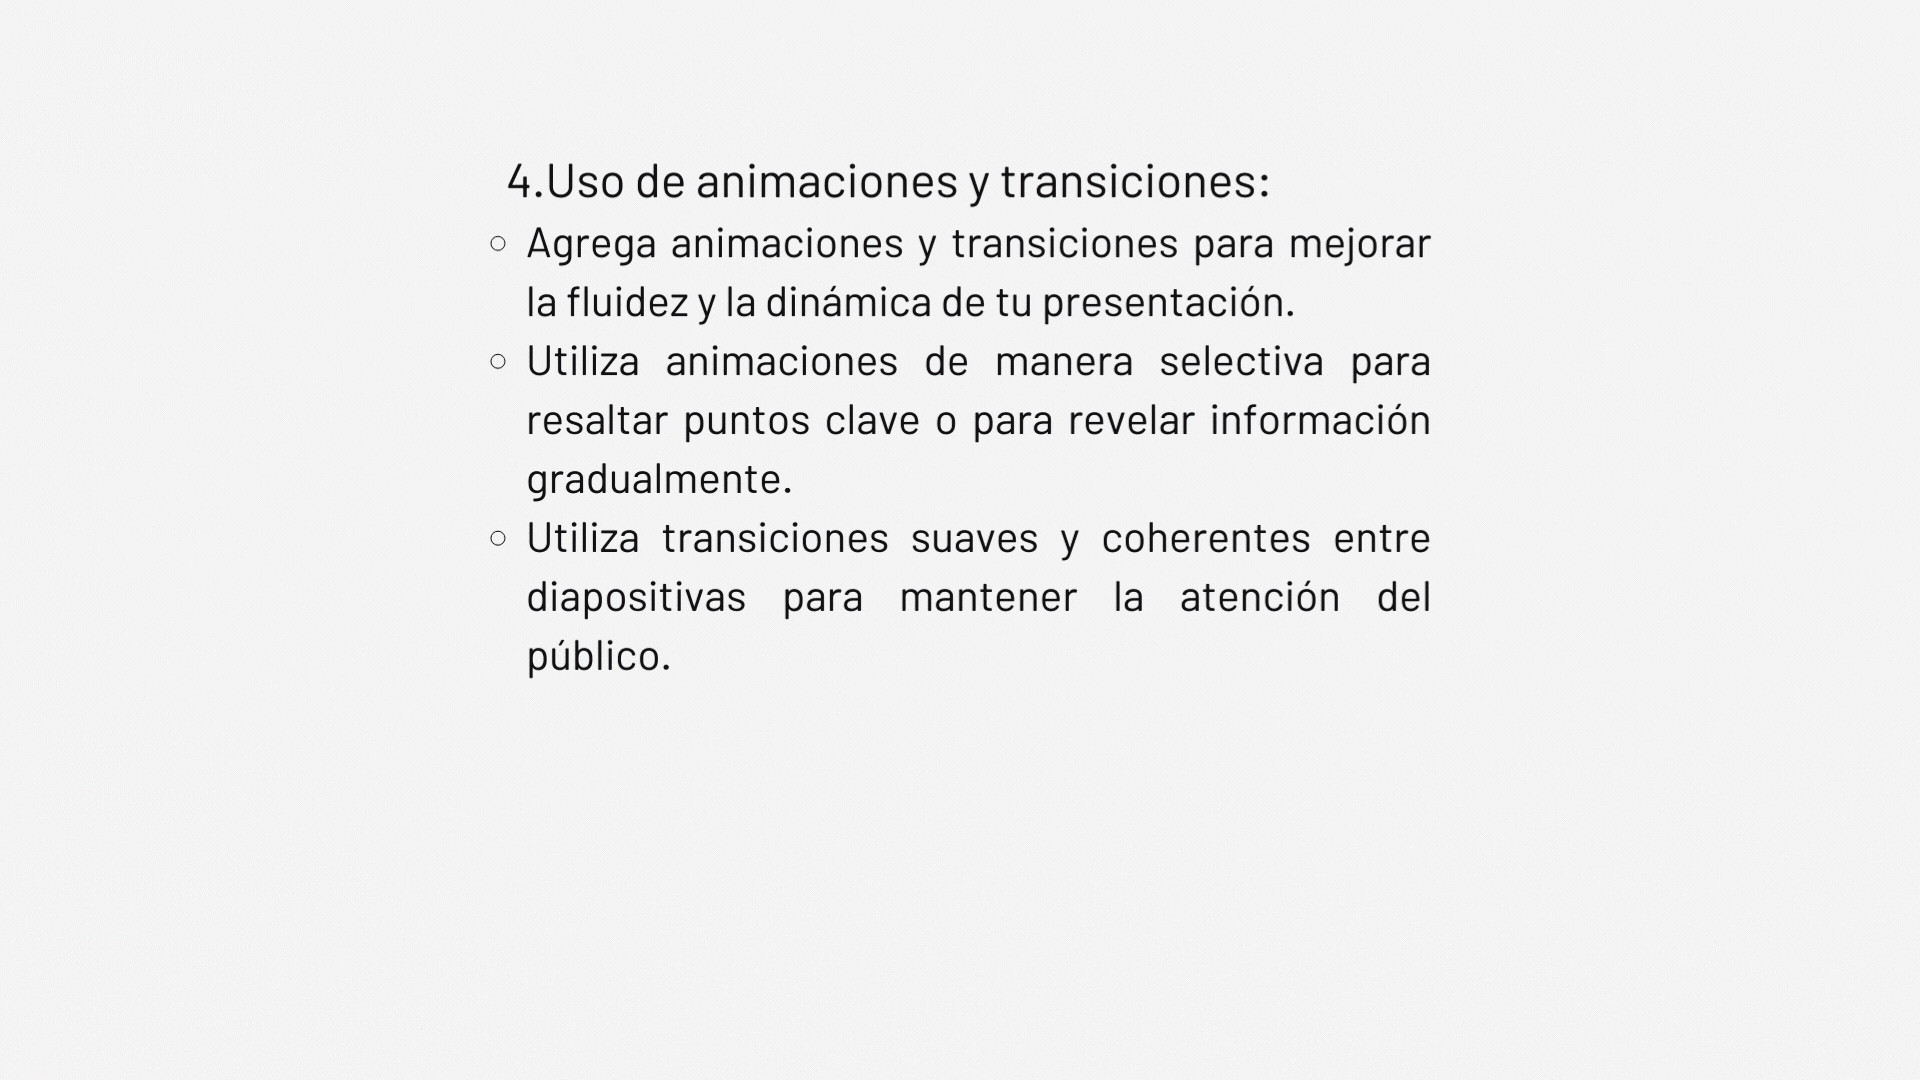 4.Uso de animaciones y transiciones:
○ Agrega animaciones y transiciones para mejorar
la fluidez y la dinámica de tu presentación.
○ Utiliza animaciones de manera selectiva para
resaltar puntos clave o para revelar información
gradualmente.
○ Utiliza transiciones suaves y coherentes entre
diapositivas para mantener la atención del
público.